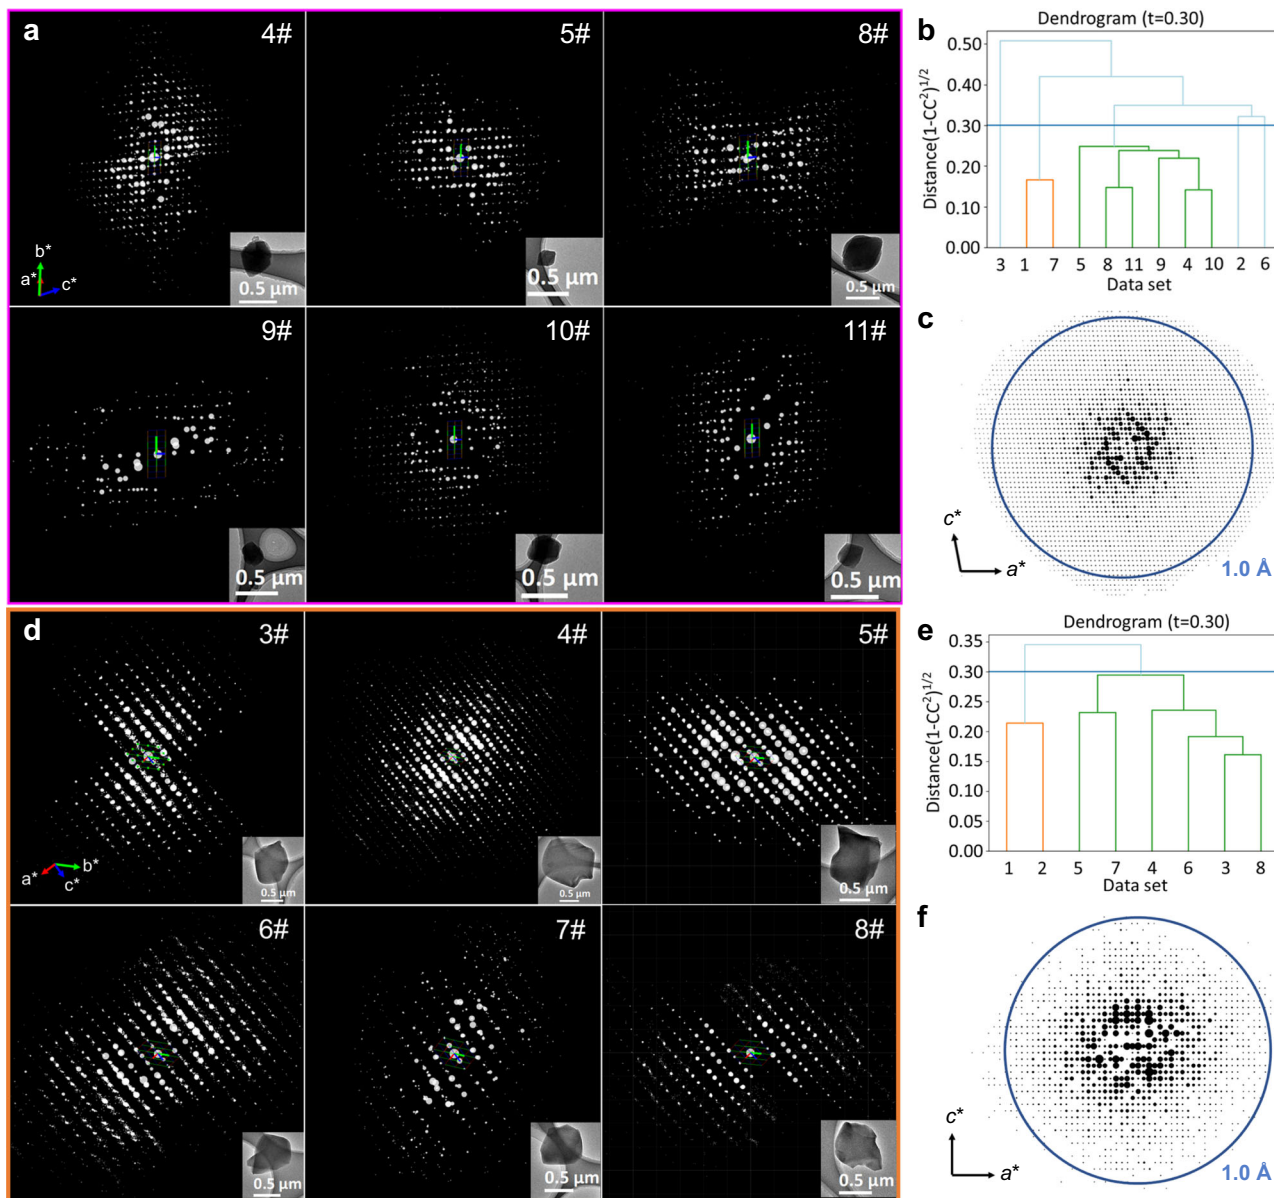 a
4#
5#
8#
b*
a*
c*
0.5 μm
0.5 μm
0.5 μm
9#
10#
11#
0.5 μm
0.5 μm
0.5 μm
b
Dendrogram (t=0.30)
Distance(1-CC²)¹/²
0.50
0.40
0.30
0.20
0.10
0.00
3 1 7 5 8 11 9 4 10 2 6
Data set
c
c*
a*
1.0 Å
d
3#
4#
5#
a*
b*
c*
0.5 μm
0.5 μm
0.5 μm
6#
7#
8#
0.5 μm
0.5 μm
0.5 μm
e
Dendrogram (t=0.30)
Distance(1-CC²)¹/²
0.35
0.30
0.25
0.20
0.15
0.10
0.05
0.00
1 2 5 7 4 6 3 8
Data set
f
c*
a*
1.0 Å